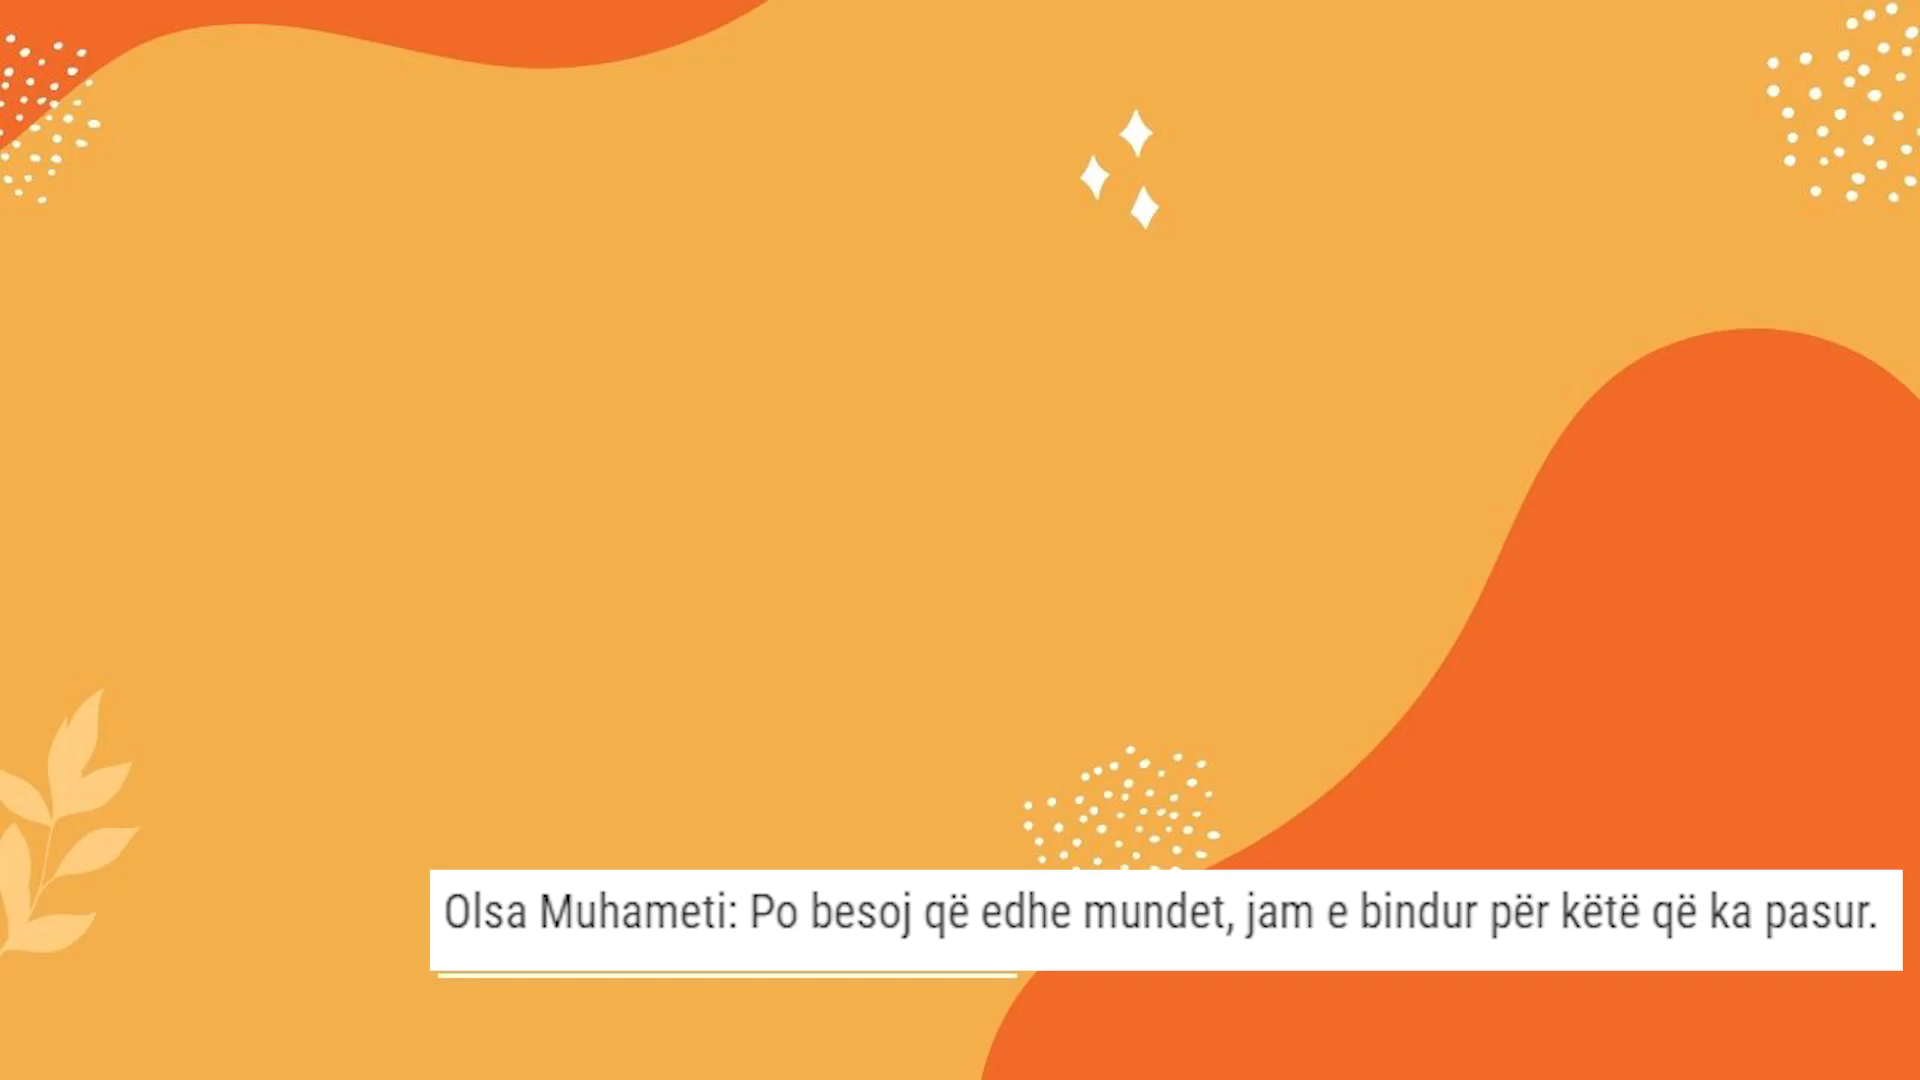 Olsa Muhameti: Po besoj që edhe mundet, jam e bindur për këtë që ka pasur.